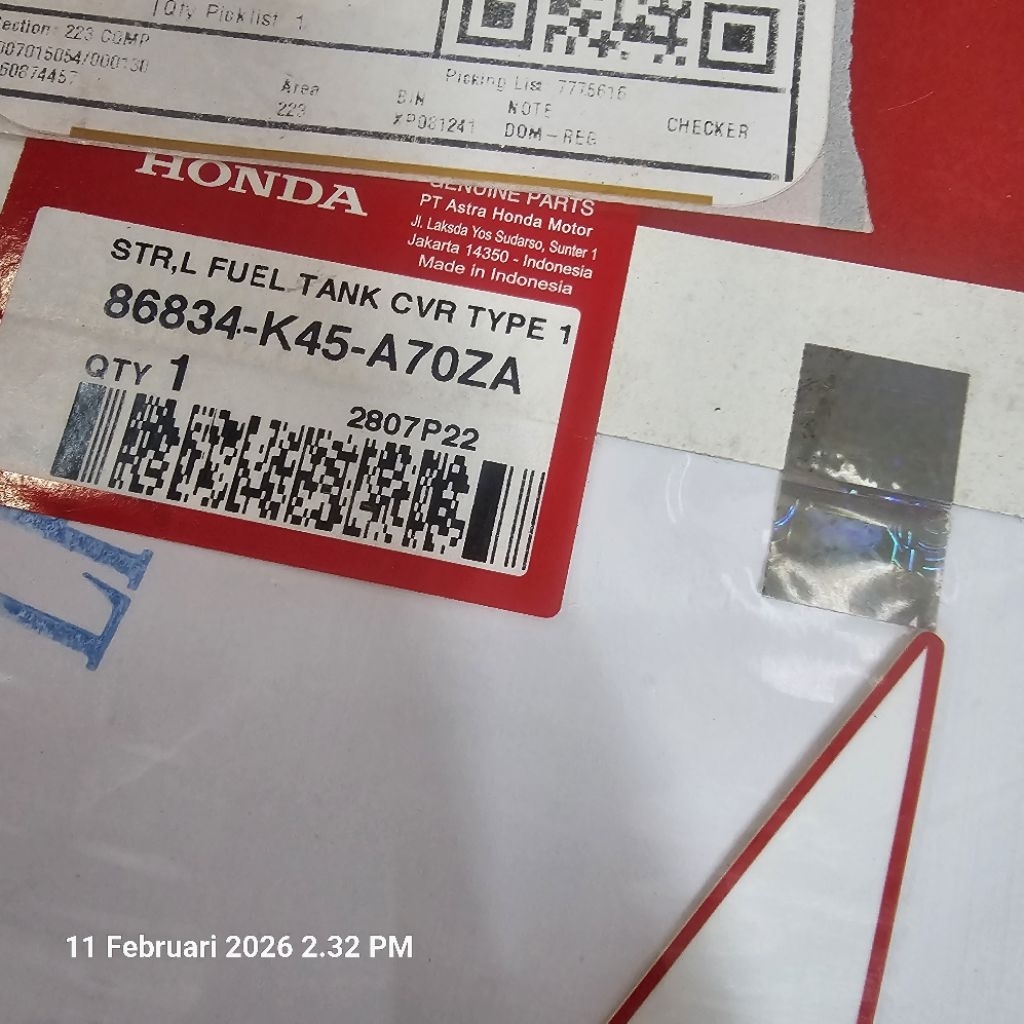 Qty Picklist 1
ection: 223 COMP
007015054/000130
60874457
Area
223
Picking List 7775616
BIN
XP081241
NOTE
DOM-REG
CHECKER
HONDA
GENUINE PARTS
PT Astra Honda Motor
Jl. Laksda Yos Sudarso, Sunter 1
Jakarta 14350 - Indonesia
Made in Indonesia
STR,L FUEL TANK CVR TYPE 1
86834-K45-A70ZA
QTY 1
2807P22
11 Februari 2026 2.32 PM